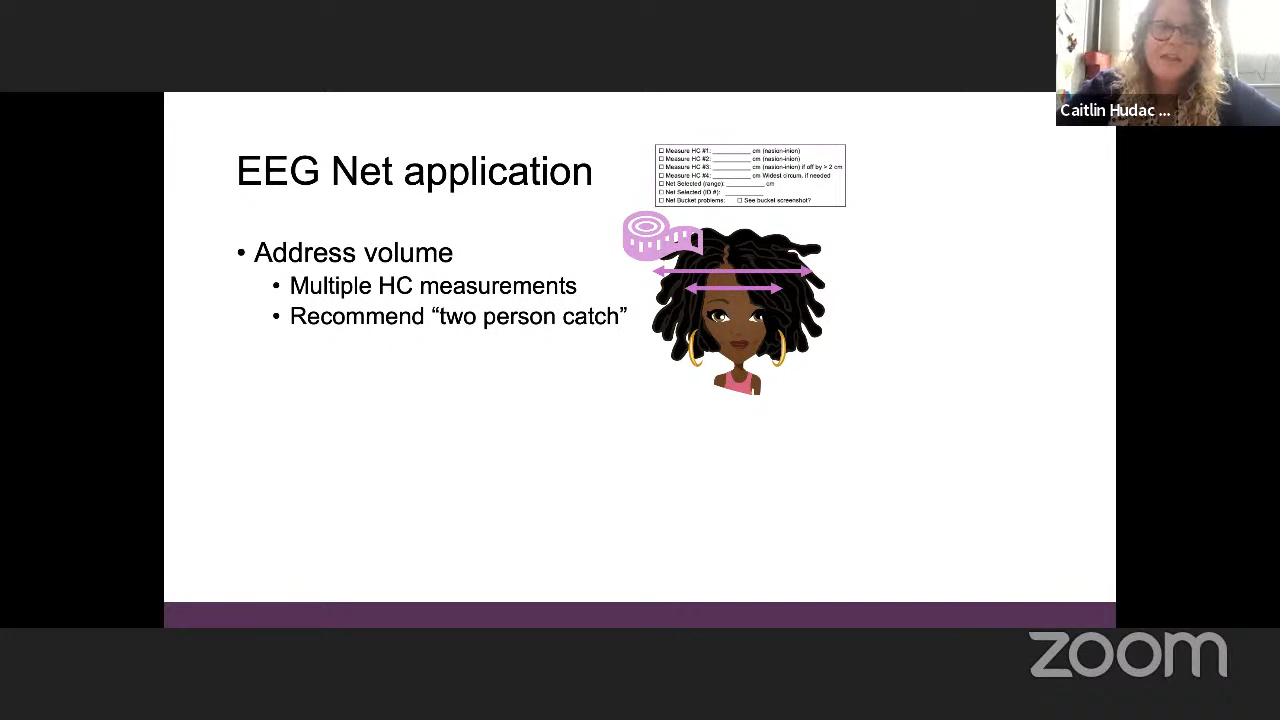 Caitlin Hudac ...
EEG Net application
☐ Measure HC #1: __________ cm (nasion-inion)
☐ Measure HC #2: __________ cm (nasion-inion)
☐ Measure HC #3: __________ cm (nasion-inion) if off by > 2 cm
☐ Measure HC #4: __________ cm Widest circum. if needed
☐ Net Selected (range): __________ cm
☐ Net Selected (ID #): __________
☐ Net Bucket problems: ☐ See bucket screenshot?
• Address volume
• Multiple HC measurements
• Recommend “two person catch”
zoom